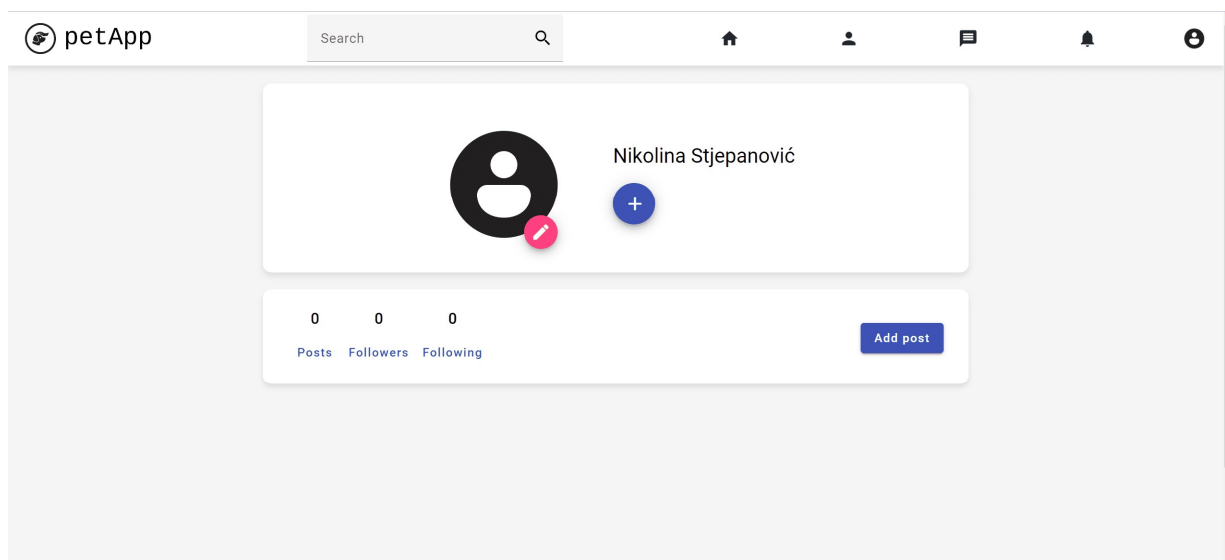 petApp
Search
Nikolina Stjepanović
0 0 0
Posts Followers Following
Add post